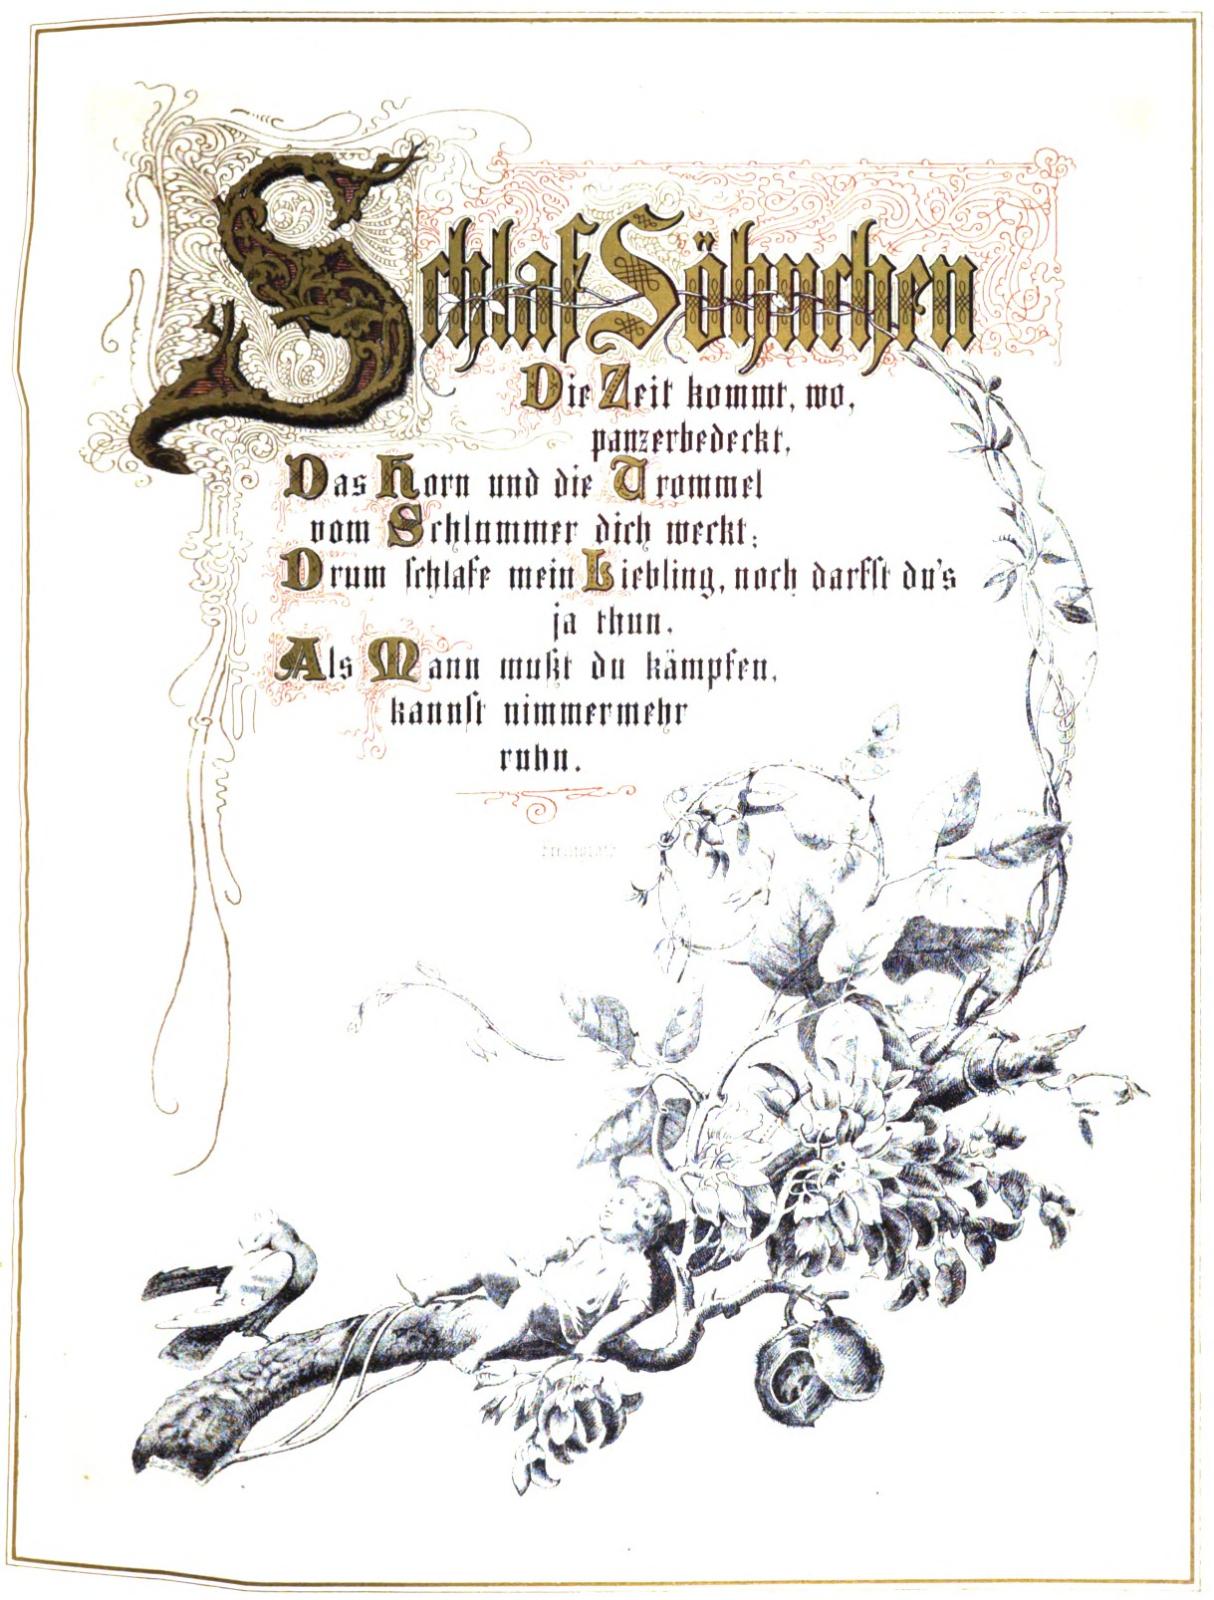 Schlaf Söhnchen
Die Zeit kommt, wo,
panzerbedeckt,
Das Horn und die Trommel
vom Schlummer dich weckt;
Drum schlafe mein Liebling, noch darfst du's
ja thun.
Als Mann mußt du kämpfen,
kannst nimmermehr
ruhn.